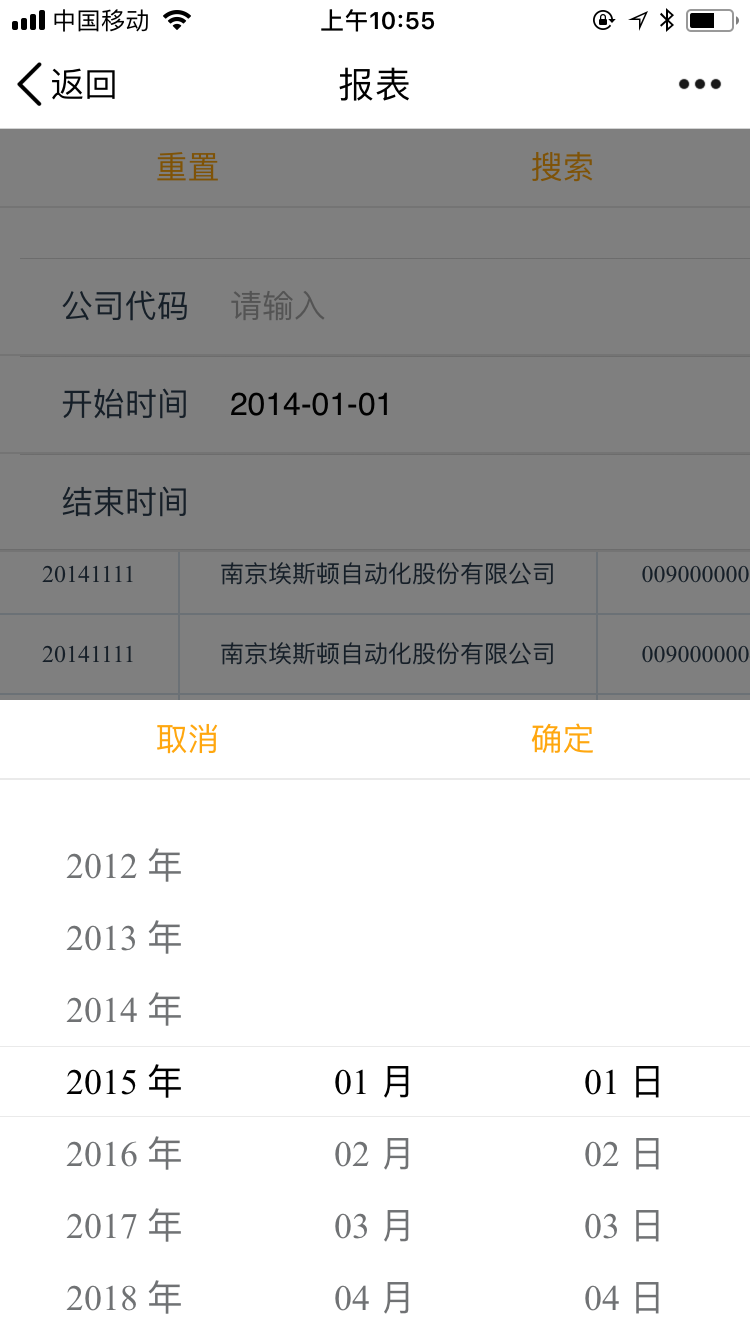 中国移动 上午10:55
返回 报表 •••
重置 搜索
公司代码 请输入
开始时间 2014-01-01
结束时间
20141111 南京埃斯顿自动化股份有限公司 009000000
20141111 南京埃斯顿自动化股份有限公司 009000000
取消 确定
2012 年
2013 年
2014 年
2015 年 01 月 01 日
2016 年 02 月 02 日
2017 年 03 月 03 日
2018 年 04 月 04 日